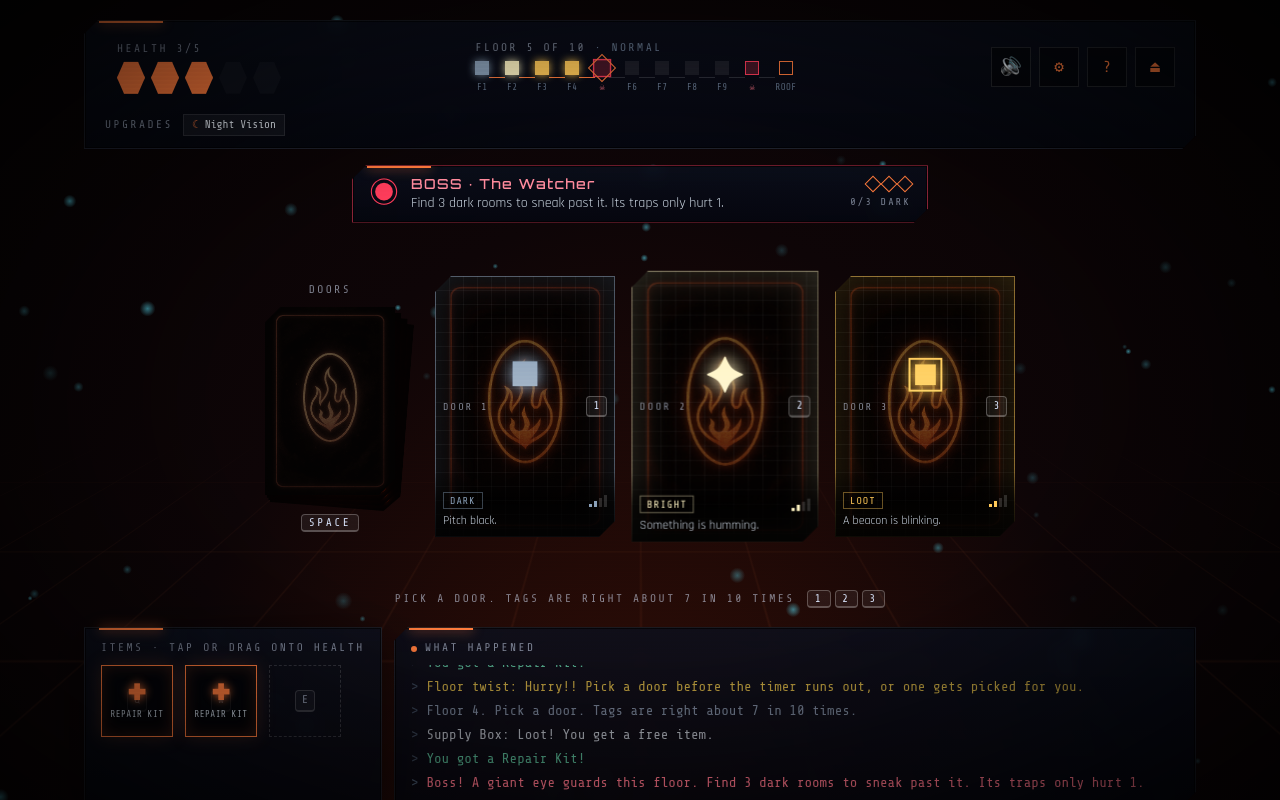 HEALTH 3/5
FLOOR 5 OF 10 · NORMAL
F1 F2 F3 F4 F6 F7 F8 F9 ROOF
UPGRADES ☾ Night Vision
BOSS · The Watcher
Find 3 dark rooms to sneak past it. Its traps only hurt 1.
0/3 DARK
DOORS
SPACE
DOOR 1 1
DARK
Pitch black.
DOOR 2 2
BRIGHT
Something is humming.
DOOR 3 3
LOOT
A beacon is blinking.
PICK A DOOR. TAGS ARE RIGHT ABOUT 7 IN 10 TIMES 1 2 3
ITEMS · TAP OR DRAG ONTO HEALTH
REPAIR KIT
REPAIR KIT
E
WHAT HAPPENED
You got a Repair Kit!
> Floor twist: Hurry!! Pick a door before the timer runs out, or one gets picked for you.
> Floor 4. Pick a door. Tags are right about 7 in 10 times.
> Supply Box: Loot! You get a free item.
> You got a Repair Kit!
> Boss! A giant eye guards this floor. Find 3 dark rooms to sneak past it. Its traps only hurt 1.